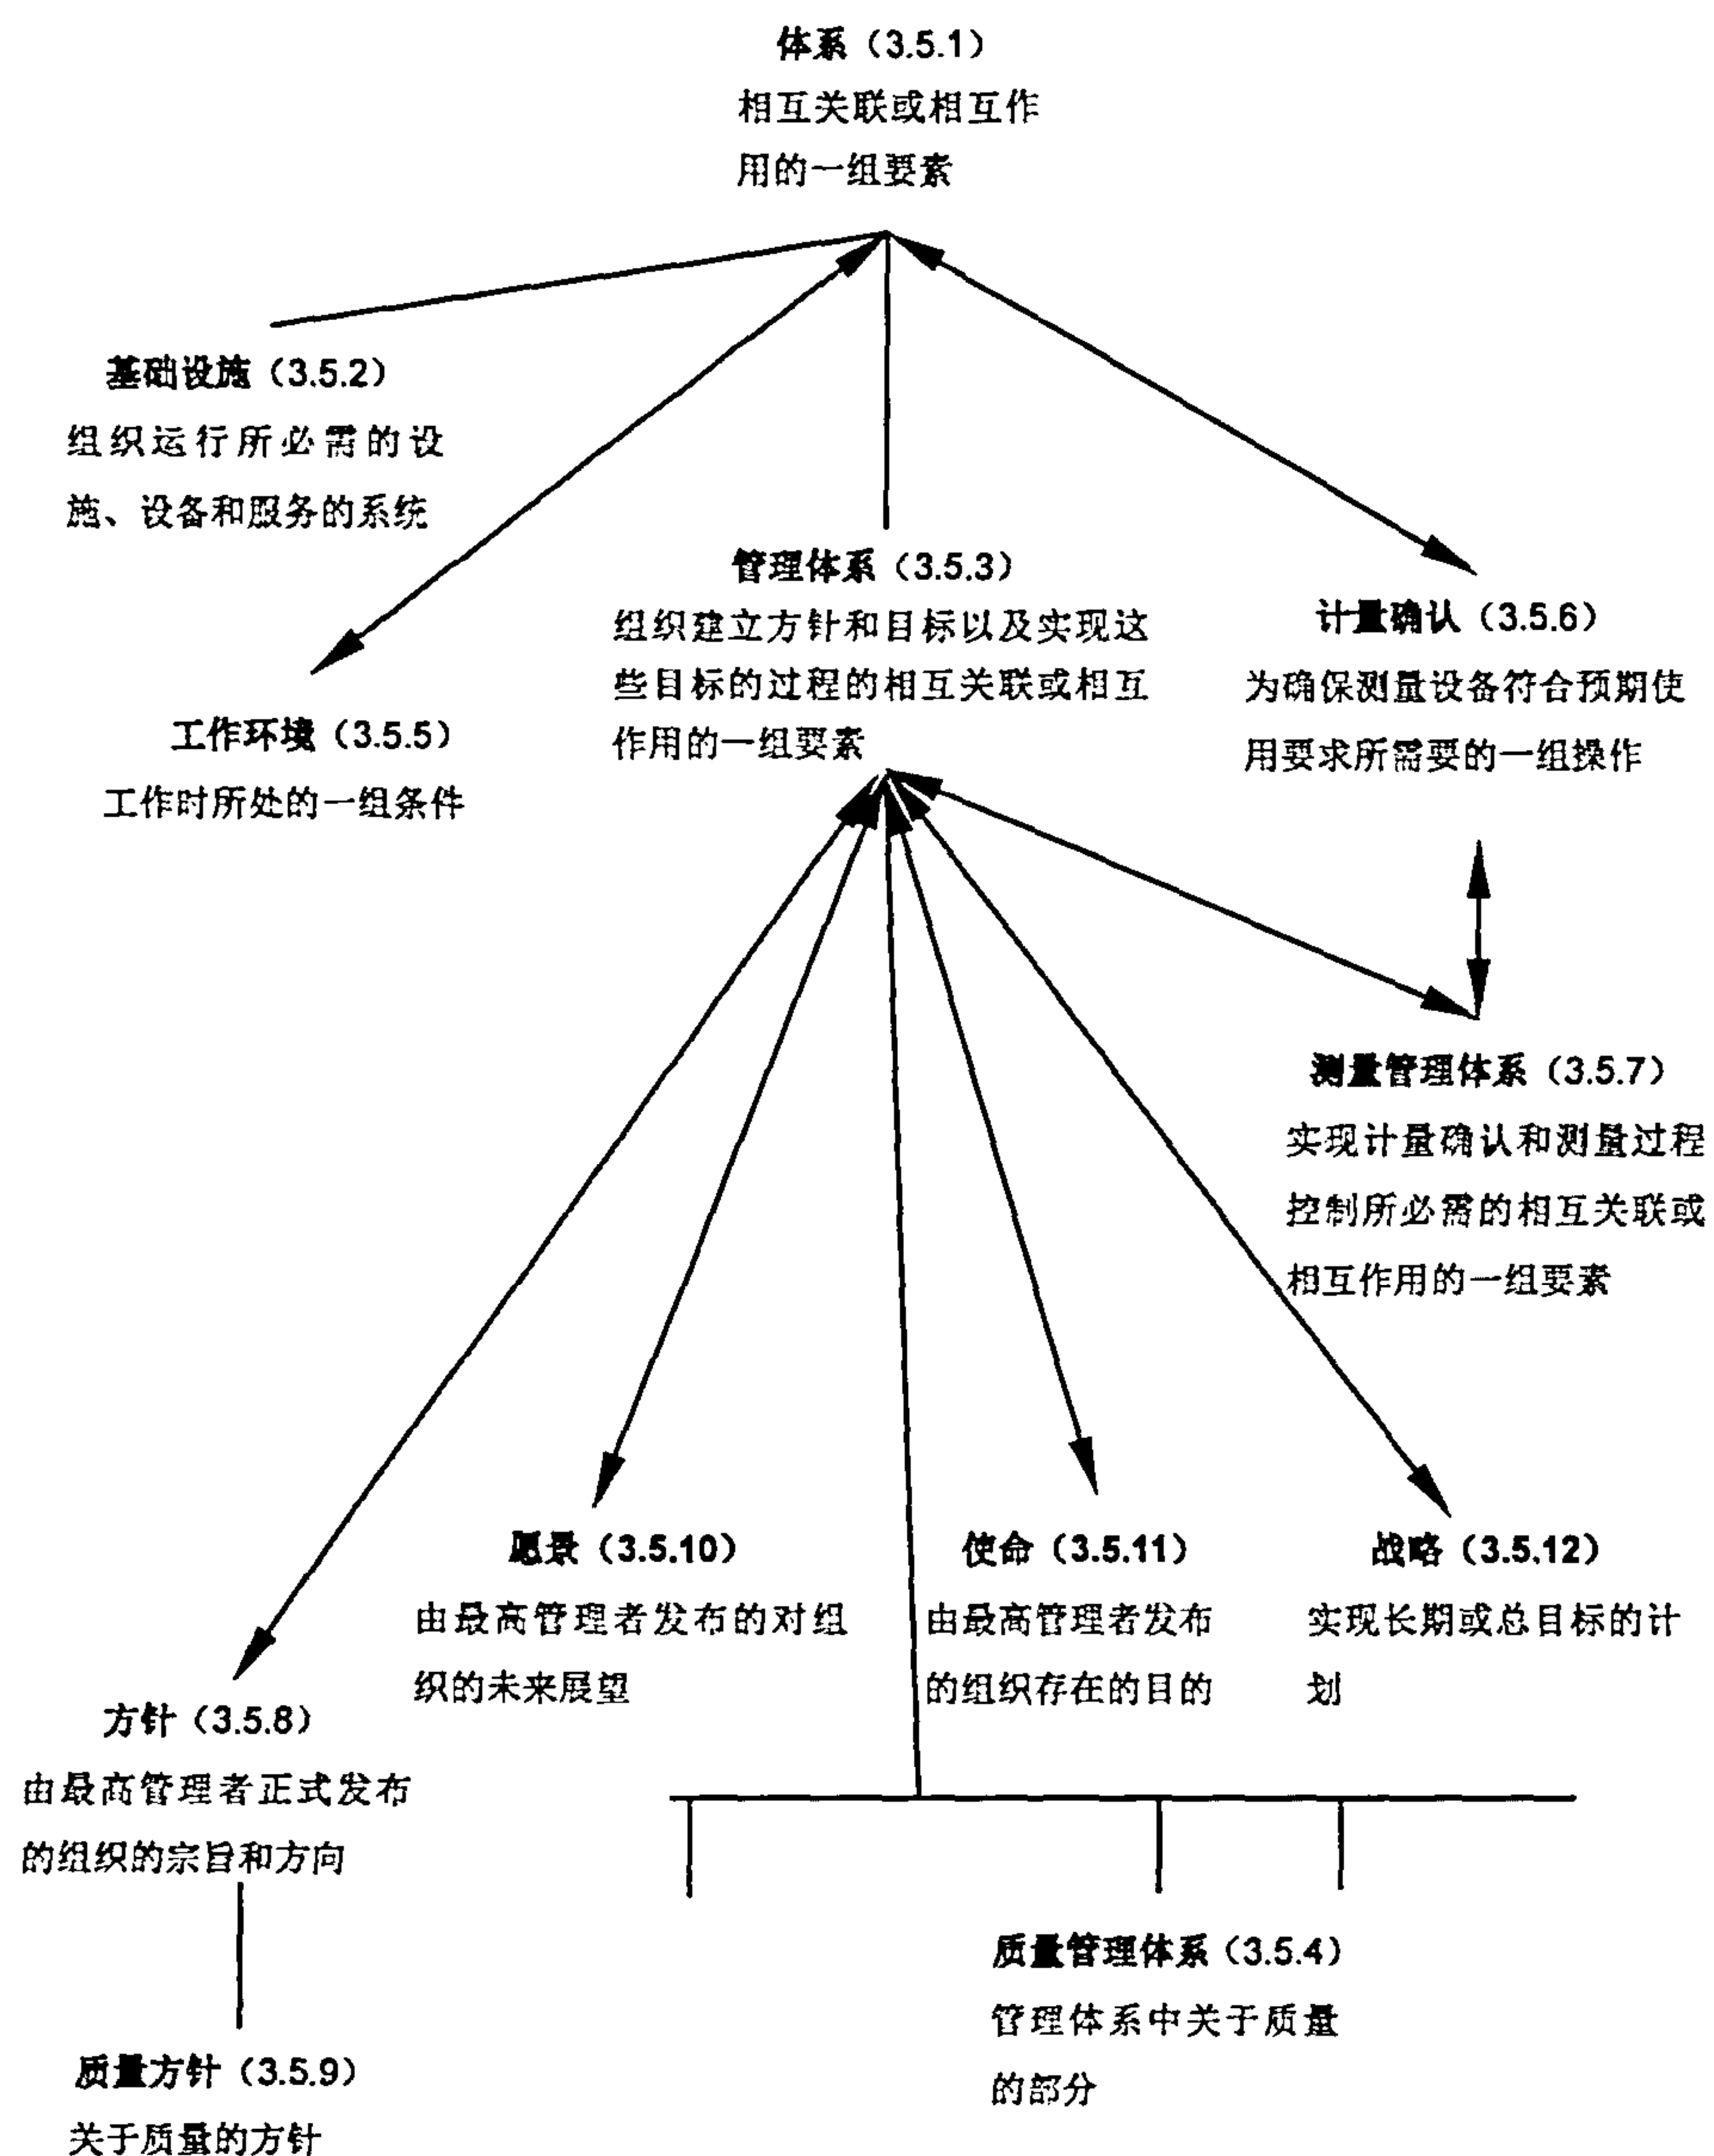 体系（3.5.1）
相互关联或相互作
用的一组要素
基础设施（3.5.2）
组织运行所必需的设
施、设备和服务的系统
管理体系（3.5.3）
组织建立方针和目标以及实现这
些目标的过程的相互关联或相互
作用的一组要素
计量确认（3.5.6）
为确保测量设备符合预期使
用要求所需要的一组操作
工作环境（3.5.5）
工作时所处的一组条件
测量管理体系（3.5.7）
实现计量确认和测量过程
控制所必需的相互关联或
相互作用的一组要素
愿景（3.5.10）
由最高管理者发布的对组
织的未来展望
使命（3.5.11）
由最高管理者发布
的组织存在的目的
战略（3.5.12）
实现长期或总目标的计
划
方针（3.5.8）
由最高管理者正式发布
的组织的宗旨和方向
质量管理体系（3.5.4）
管理体系中关于质量
的部分
质量方针（3.5.9）
关于质量的方针